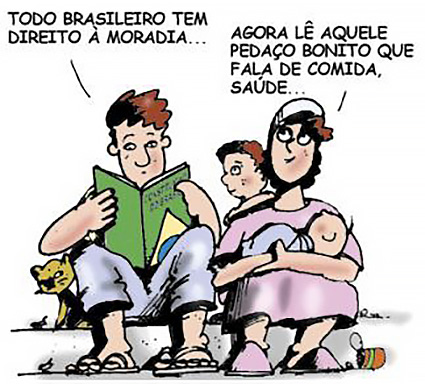 TODO BRASILEIRO TEM
DIREITO À MORADIA...
AGORA LÊ AQUELE
PEDAÇO BONITO QUE
FALA DE COMIDA,
SAÚDE...